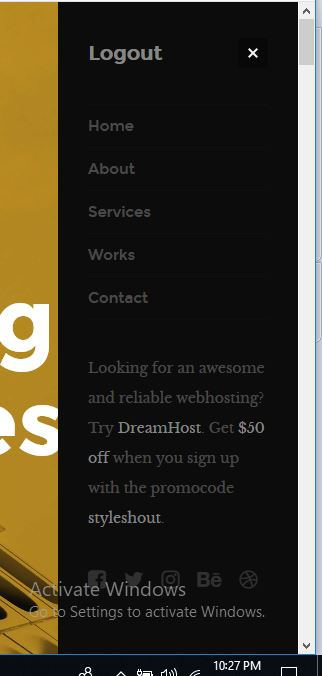 Logout
×
Home
About
Services
Works
Contact
g
es
Looking for an awesome
and reliable webhosting?
Try DreamHost. Get $50
off when you sign up
with the promocode
styleshout.
Bē
Activate Windows
Go to Settings to activate Windows.
10:27 PM